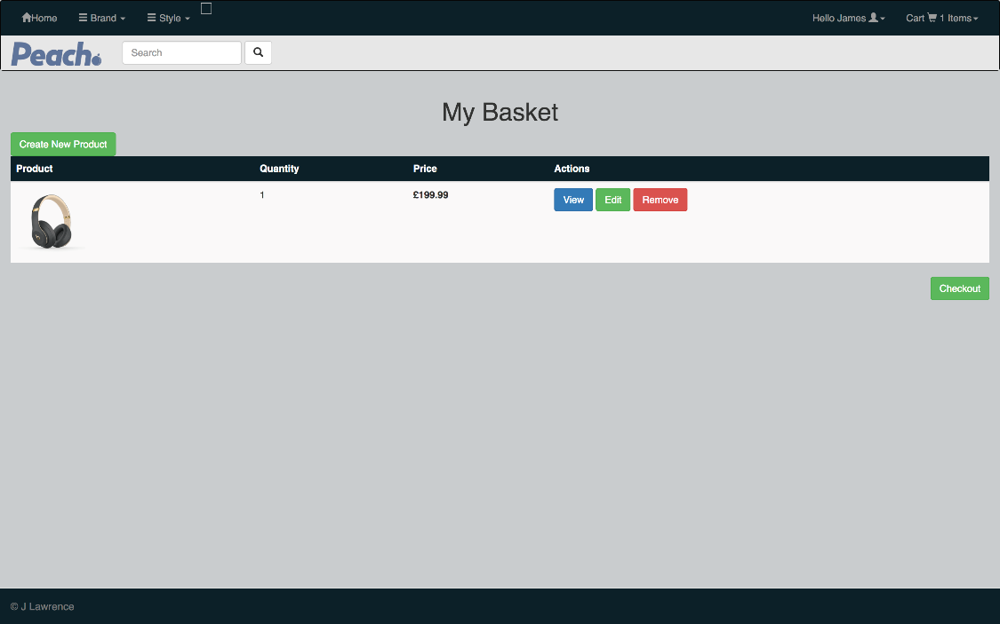 Home Brand Style Hello James Cart 1 Items
Peach. Search
My Basket
Create New Product
Product Quantity Price Actions
1 £199.99 View Edit Remove
Checkout
© J Lawrence